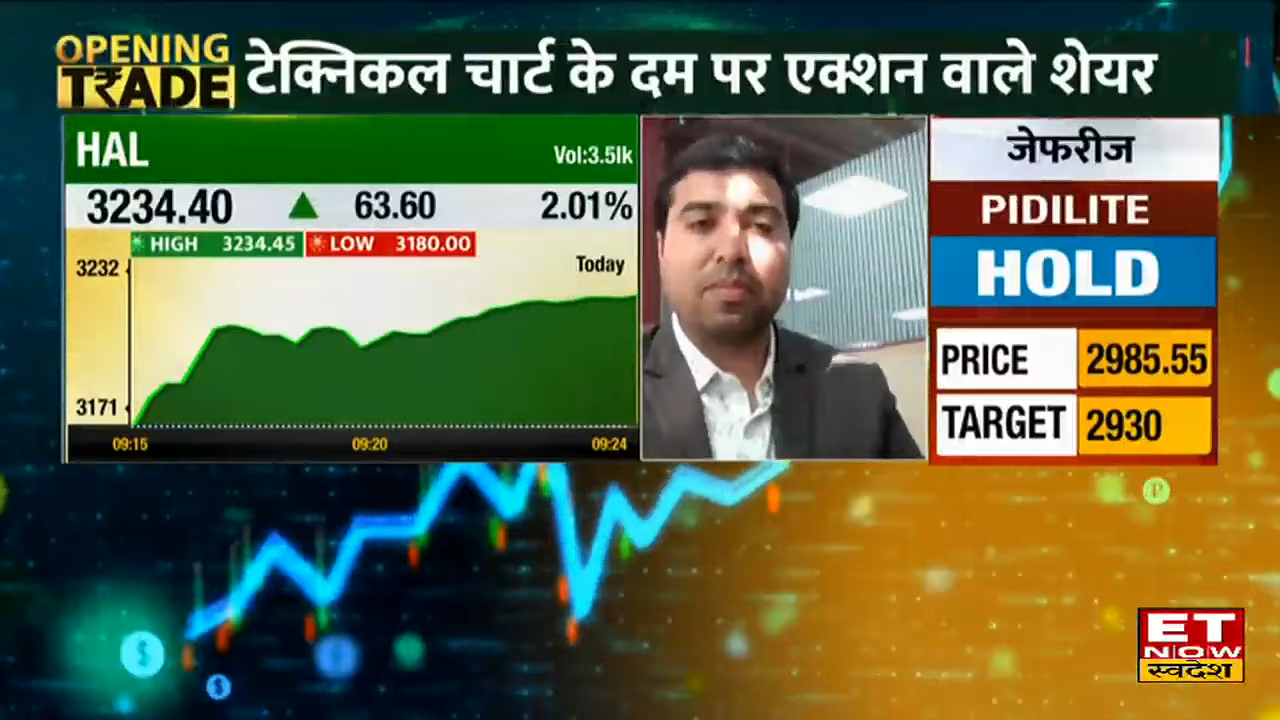 OPENING
TRADE
टेक्निकल चार्ट के दम पर एक्शन वाले शेयर
HAL
Vol:3.5lk
3234.40 ▲ 63.60 2.01%
HIGH 3234.45 LOW 3180.00
3232
Today
3171
09:15 09:20 09:24
जेफरीज
PIDILITE
HOLD
PRICE 2985.55
TARGET 2930
ET
NOW
स्वदेश